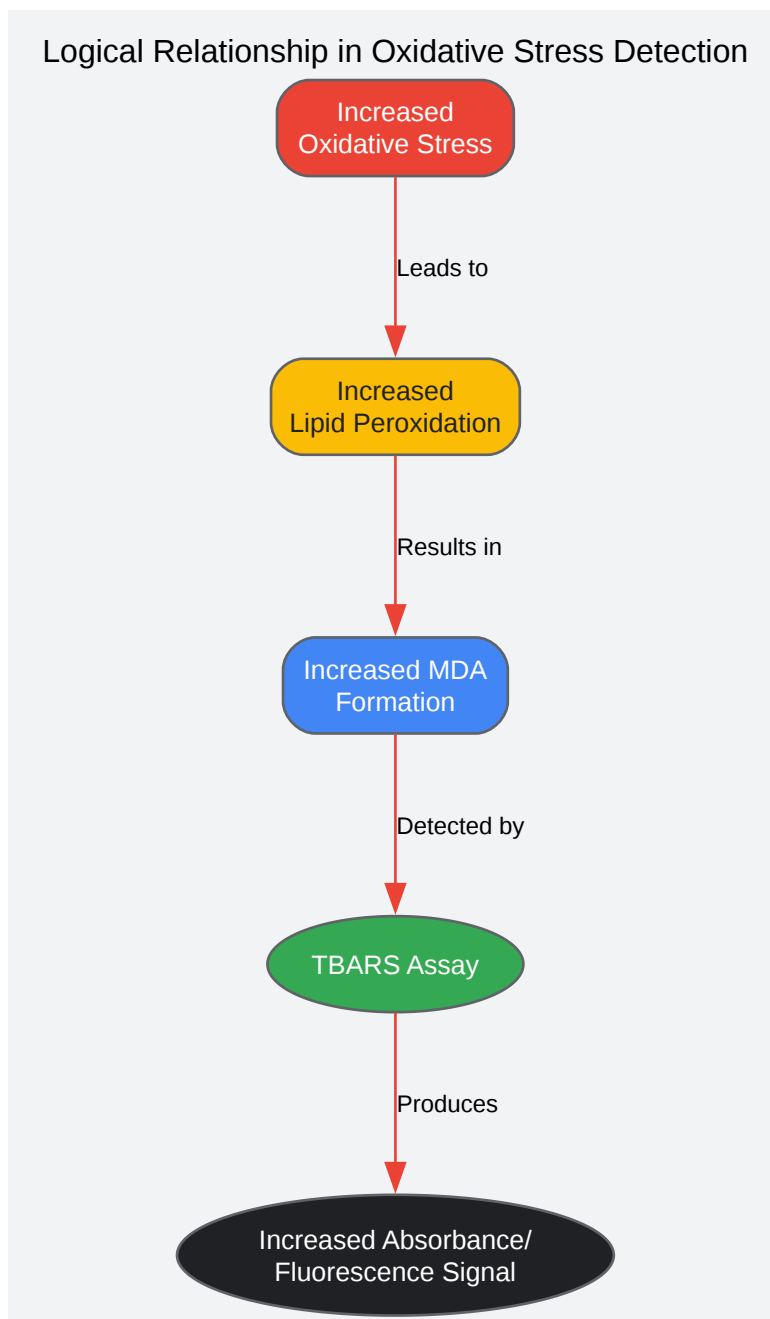 Logical Relationship in Oxidative Stress Detection
Increased
Oxidative Stress
Leads to
Increased
Lipid Peroxidation
Results in
Increased MDA
Formation
Detected by
TBARS Assay
Produces
Increased Absorbance/
Fluorescence Signal